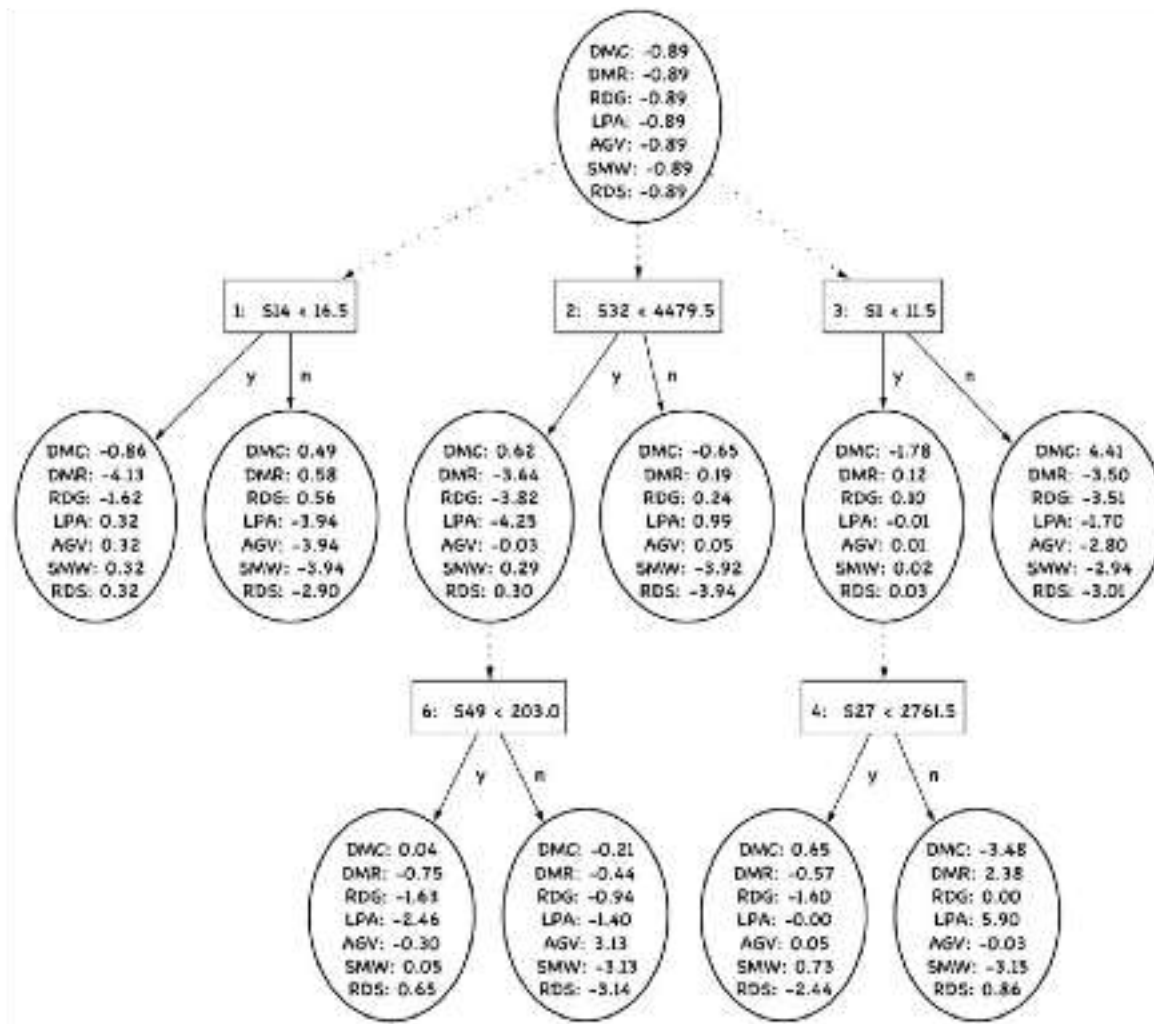 DMC: -0.89
DMR: -0.89
RDG: -0.89
LPA: -0.89
AGV: -0.89
SMW: -0.89
RDS: -0.89
1: S14 < 16.5
2: S32 < 4479.5
3: S1 < 11.5
y
n
y
n
y
n
DMC: -0.86
DMR: -4.13
RDG: -1.62
LPA: 0.32
AGV: 0.32
SMW: 0.32
RDS: 0.32
DMC: 0.49
DMR: 0.58
RDG: 0.56
LPA: -3.94
AGV: -3.94
SMW: -3.94
RDS: -2.90
DMC: 0.62
DMR: -3.44
RDG: -3.82
LPA: -4.25
AGV: -0.03
SMW: 0.29
RDS: 0.30
DMC: -0.65
DMR: 0.19
RDG: 0.24
LPA: 0.99
AGV: 0.05
SMW: -3.92
RDS: -3.94
DMC: -1.78
DMR: 0.12
RDG: 0.10
LPA: -0.01
AGV: 0.01
SMW: 0.02
RDS: 0.03
DMC: 4.41
DMR: -3.50
RDG: -3.51
LPA: -1.70
AGV: -2.80
SMW: -2.94
RDS: -3.01
6: S49 < 203.0
4: S27 < 2761.5
y
n
y
n
DMC: 0.04
DMR: -0.75
RDG: -1.63
LPA: -2.46
AGV: -0.30
SMW: 0.05
RDS: 0.65
DMC: -0.21
DMR: -0.44
RDG: -0.94
LPA: -1.40
AGV: 3.13
SMW: -3.13
RDS: -3.14
DMC: 0.65
DMR: -0.57
RDG: -1.60
LPA: -0.00
AGV: 0.05
SMW: 0.73
RDS: -2.44
DMC: -3.48
DMR: 2.38
RDG: 0.00
LPA: 5.90
AGV: -0.03
SMW: -3.15
RDS: 0.86